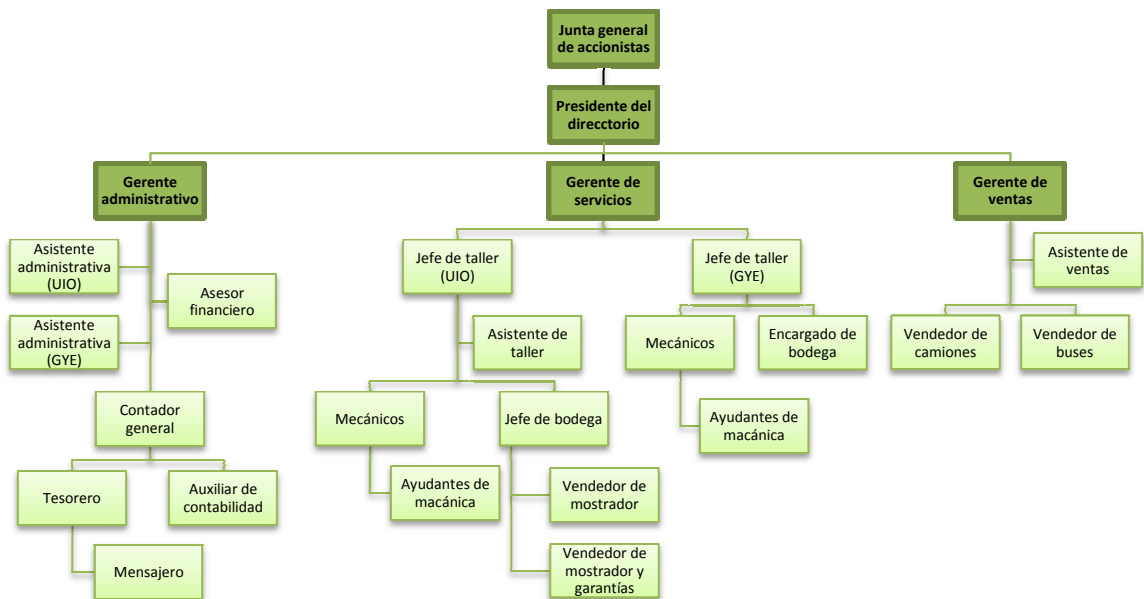 Junta general
de accionistas
Presidente del
direcctorio
Gerente
administrativo
Gerente de
servicios
Gerente de
ventas
Asistente
administrativa
(UIO)
Asesor
financiero
Asistente
administrativa
(GYE)
Contador
general
Tesorero
Auxiliar de
contabilidad
Mensajero
Jefe de taller
(UIO)
Asistente de
taller
Mecánicos
Jefe de bodega
Ayudantes de
macánica
Vendedor de
mostrador
Vendedor de
mostrador y
garantías
Jefe de taller
(GYE)
Mecánicos
Encargado de
bodega
Ayudantes de
macánica
Asistente de
ventas
Vendedor de
camiones
Vendedor de
buses